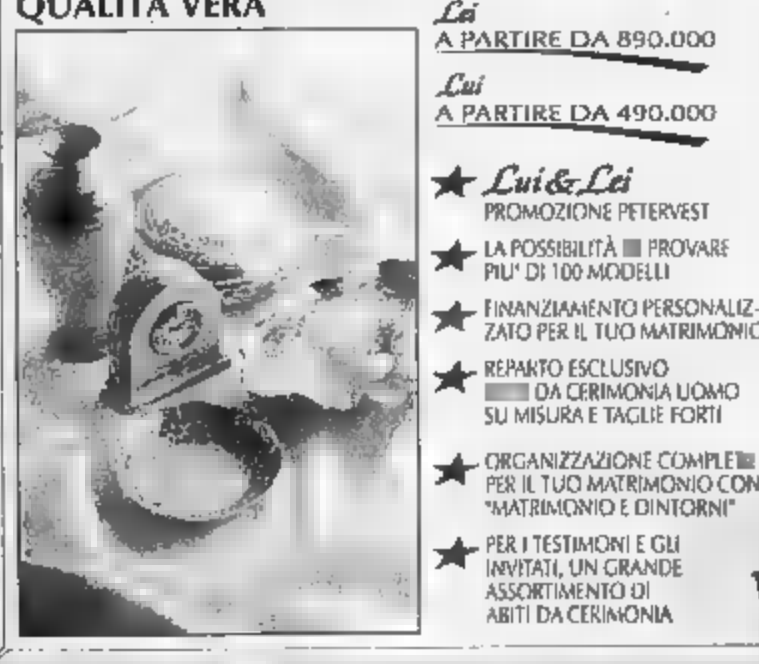 QUALITÀ VERA
Lei
A PARTIRE DA 890.000
Lui
A PARTIRE DA 490.000
Lui & Lei
PROMOZIONE PETERVEST
LA POSSIBILITÀ PROVARE
PIU' DI 100 MODELLI
FINANZIAMENTO PERSONALIZ-
ZATO PER IL TUO MATRIMONIO
REPARTO ESCLUSIVO
DA CERIMONIA UOMO
SU MISURA E TAGLIE FORTI
ORGANIZZAZIONE
PER IL TUO MATRIMONIO CON
"MATRIMONIO E DINTORNI"
PER I TESTIMONI E GLI
INVITATI, UN GRANDE
ASSORTIMENTO DI
ABITI DA CERIMONIA